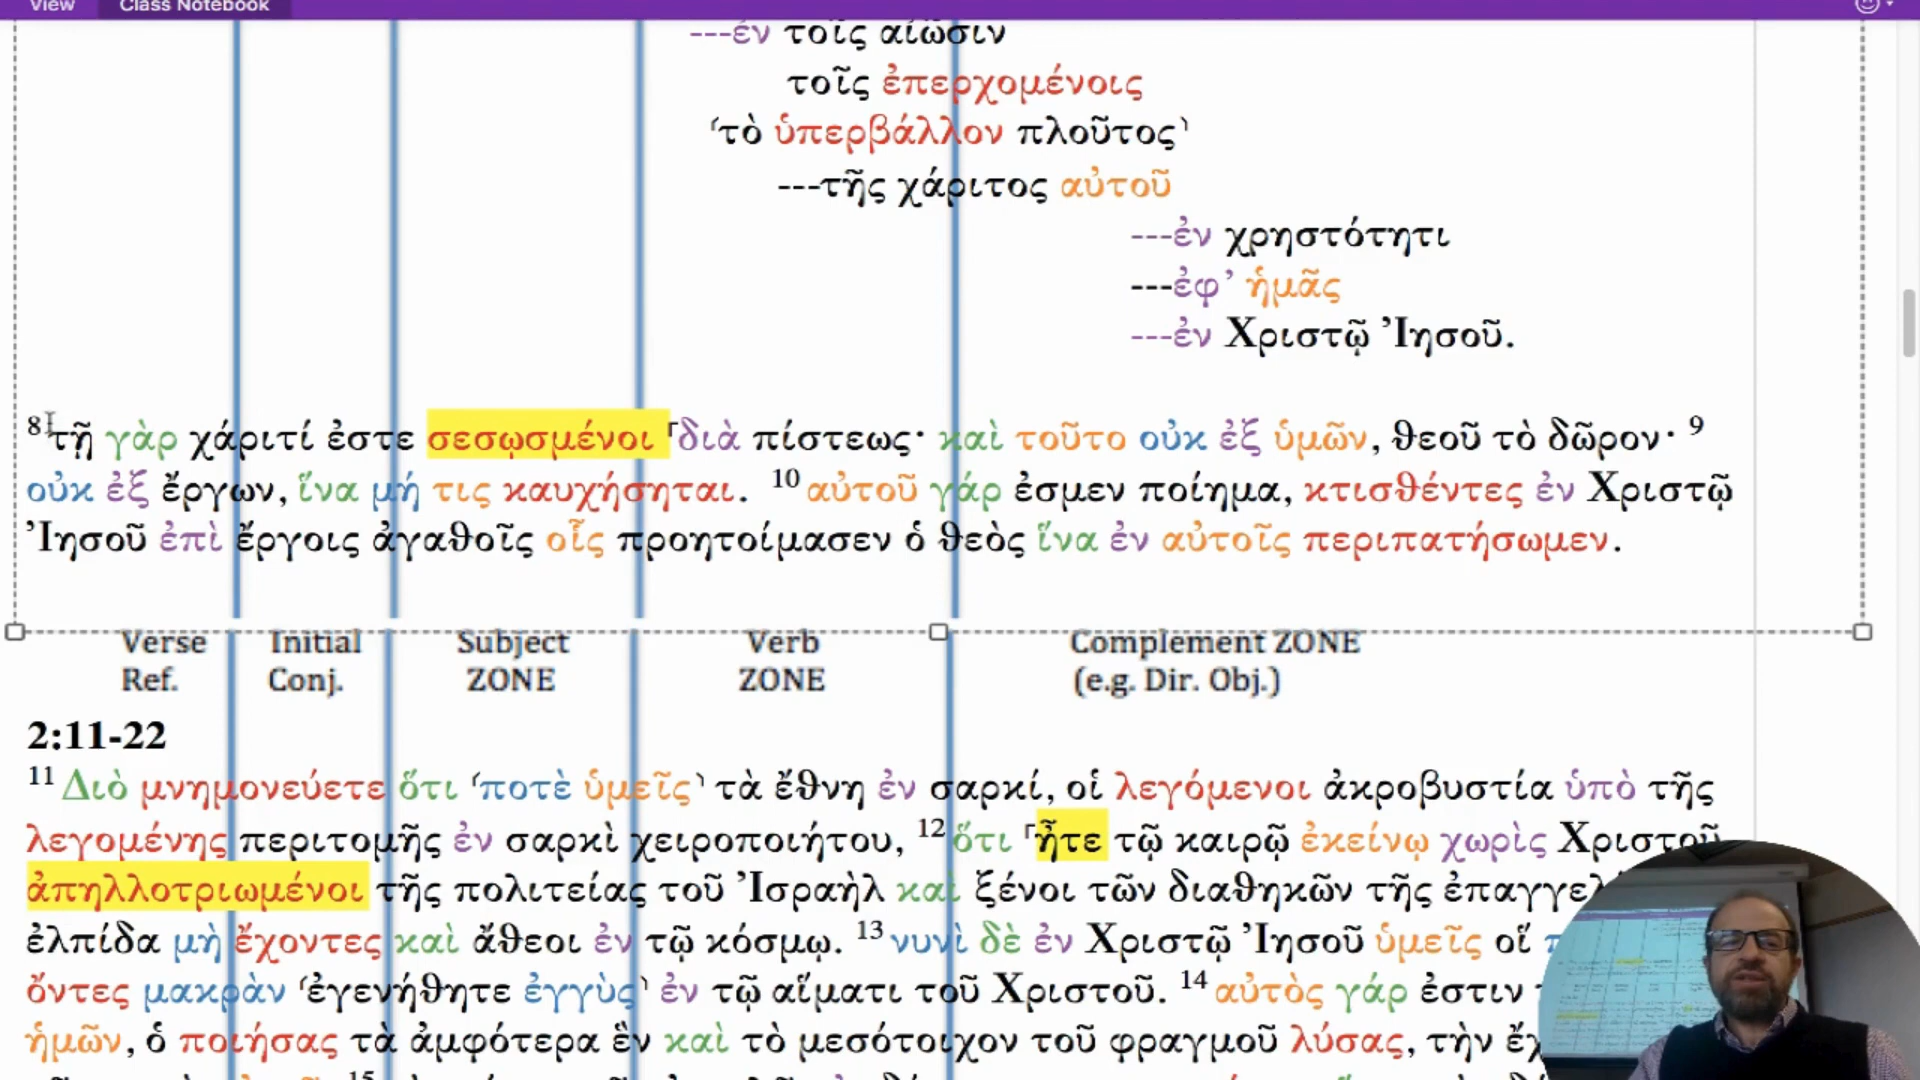 View Class Notebook
---ἐν τοῖς αἰῶσιν
τοῖς ἐπερχομένοις
⸂τὸ ὑπερβάλλον πλοῦτος⸃
---τῆς χάριτος αὐτοῦ
---ἐν χρηστότητι
---ἐφʼ ἡμᾶς
---ἐν Χριστῷ Ἰησοῦ.
8 τῇ γὰρ χάριτί ἐστε σεσῳσμένοι ⸀διὰ πίστεως· καὶ τοῦτο οὐκ ἐξ ὑμῶν, θεοῦ τὸ δῶρον· 9
οὐκ ἐξ ἔργων, ἵνα μή τις καυχήσηται. 10 αὐτοῦ γάρ ἐσμεν ποίημα, κτισθέντες ἐν Χριστῷ
Ἰησοῦ ἐπὶ ἔργοις ἀγαθοῖς οἷς προητοίμασεν ὁ θεὸς ἵνα ἐν αὐτοῖς περιπατήσωμεν.
Verse Initial Subject Verb Complement ZONE
Ref. Conj. ZONE ZONE (e.g. Dir. Obj.)
2:11-22
11 Διὸ μνημονεύετε ὅτι ⸂ποτὲ ὑμεῖς⸃ τὰ ἔθνη ἐν σαρκί, οἱ λεγόμενοι ἀκροβυστία ὑπὸ τῆς
λεγομένης περιτομῆς ἐν σαρκὶ χειροποιήτου, 12 ὅτι ⸀ἦτε τῷ καιρῷ ἐκείνῳ χωρὶς Χριστοῦ
ἀπηλλοτριωμένοι τῆς πολιτείας τοῦ Ἰσραὴλ καὶ ξένοι τῶν διαθηκῶν τῆς
ἐλπίδα μὴ ἔχοντες καὶ ἄθεοι ἐν τῷ κόσμῳ. 13 νυνὶ δὲ ἐν Χριστῷ Ἰησοῦ ὑμεῖς οἵ
ὄντες μακρὰν ⸂ἐγενήθητε ἐγγὺς⸃ ἐν τῷ αἵματι τοῦ Χριστοῦ. 14 αὐτὸς γάρ ἐστιν
ἡμῶν, ὁ ποιήσας τὰ ἀμφότερα ἓν καὶ τὸ μεσότοιχον τοῦ φραγμοῦ λύσας, τὴν
15